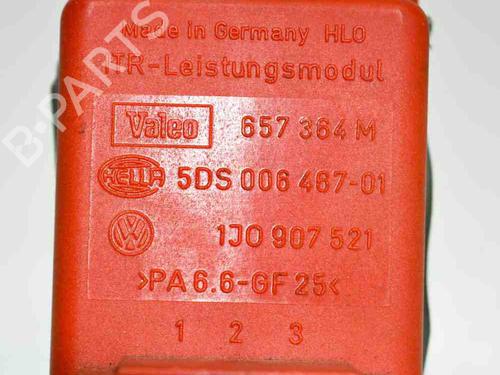 Made in Germany HLO
TR-Leistungsmodul
Valeo 657 364 M
HELLA 5DS 006 467-01
VW 1J0 907 521
>PA 6.6-GF 25<
1 2 3
B-PARTS